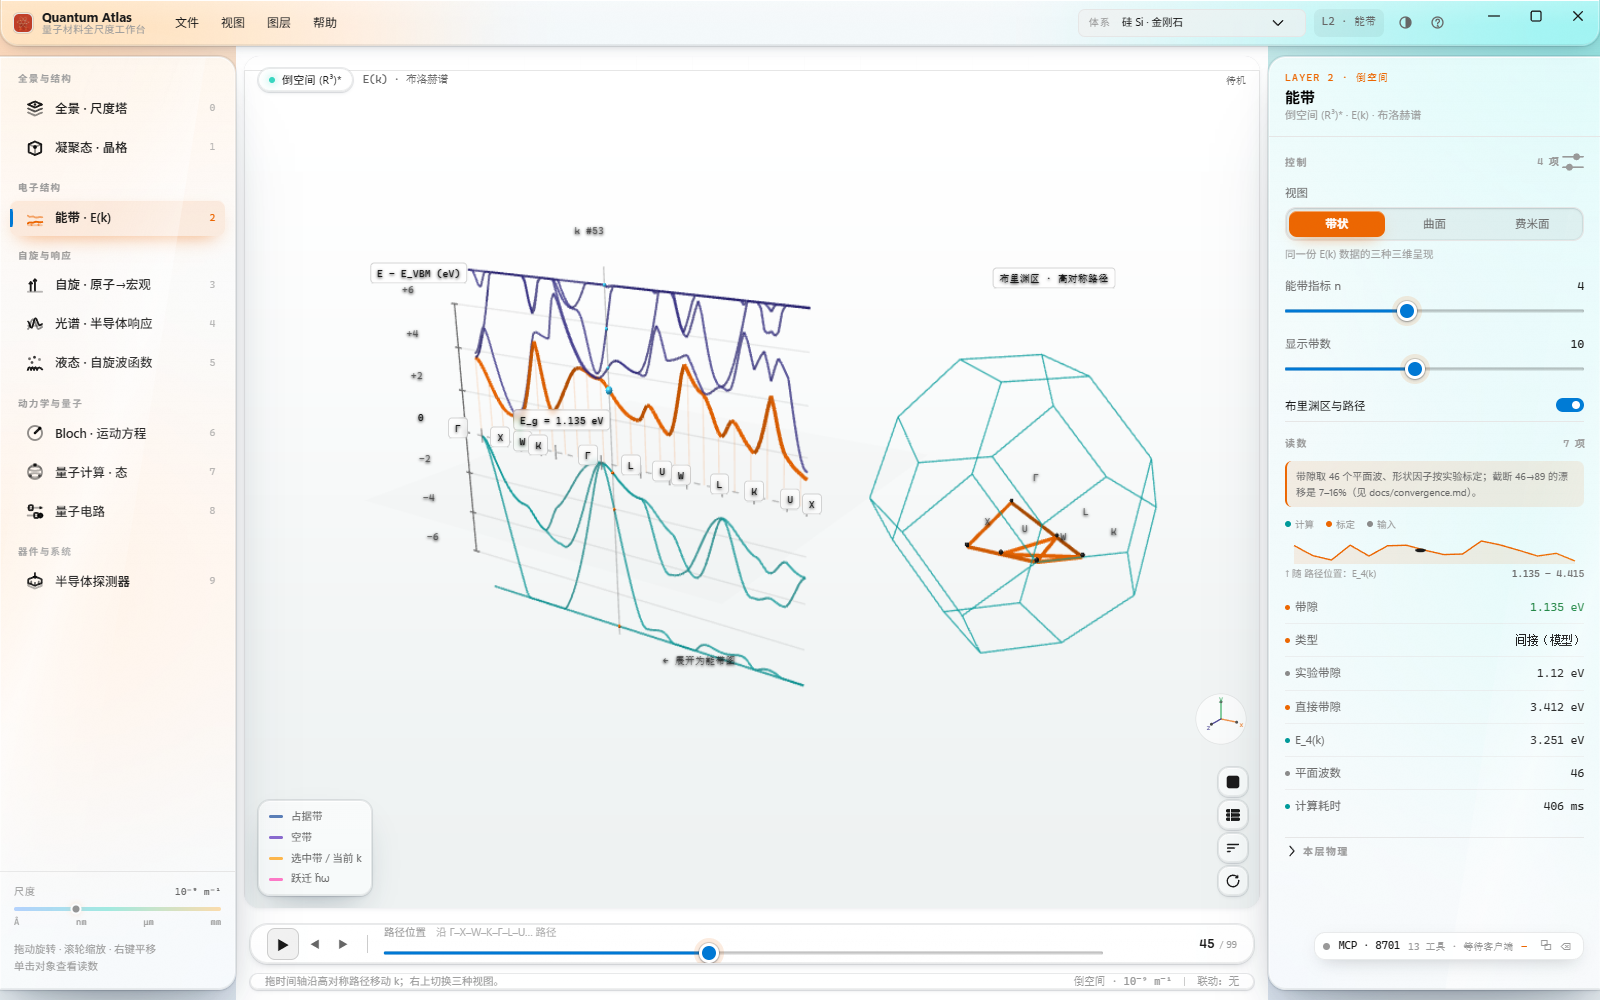 Quantum Atlas
量子材料全尺度工作台
文件
视图
图层
帮助
体系
硅 Si · 金刚石
L2 · 能带
全景与结构
全景 · 尺度塔
0
凝聚态 · 晶格
1
电子结构
能带 · E(k)
2
自旋与响应
自旋 · 原子→宏观
3
光谱 · 半导体响应
4
液态 · 自旋波函数
5
动力学与量子
Bloch · 运动方程
6
量子计算 · 态
7
量子电路
8
器件与系统
半导体探测器
9
尺度
10⁻⁹ m⁻¹
Å
nm
μm
mm
拖动旋转 · 滚轮缩放 · 右键平移
单击对象查看读数
倒空间 (R³)*
E(k) · 布洛赫谱
待机
k #53
E − E_VBM (eV)
+6
+4
+2
0
−2
−4
−6
E_g = 1.135 eV
Γ
X
W
K
Γ
L
U
W
L
K
U
X
← 展开为能带图
布里渊区 · 高对称路径
Γ
X
U
L
W
K
占据带
空带
选中带 / 当前 k
跃迁 ħω
Y
X
Z
路径位置
沿 Γ–X–W–K–Γ–L–U… 路径
45 / 99
拖时间轴沿高对称路径移动 k；右上切换三种视图。
倒空间 · 10⁻⁹ m⁻¹
联动：无
LAYER 2 · 倒空间
能带
倒空间 (R³)* · E(k) · 布洛赫谱
控制
4 项
视图
带状
曲面
费米面
同一份 E(k) 数据的三种三维呈现
能带指标 n
4
显示带数
10
布里渊区与路径
读数
7 项
带隙取 46 个平面波、形状因子按实验标定；截断 46→89 的漂
移是 7–16%（见 docs/convergence.md）。
计算
标定
输入
↑随 路径位置: E_4(k)
1.135 – 4.415
带隙
1.135 eV
类型
间接（模型）
实验带隙
1.12 eV
直接带隙
3.412 eV
E_4(k)
3.251 eV
平面波数
46
计算耗时
406 ms
本层物理
MCP · 8701
13 工具 · 等待客户端